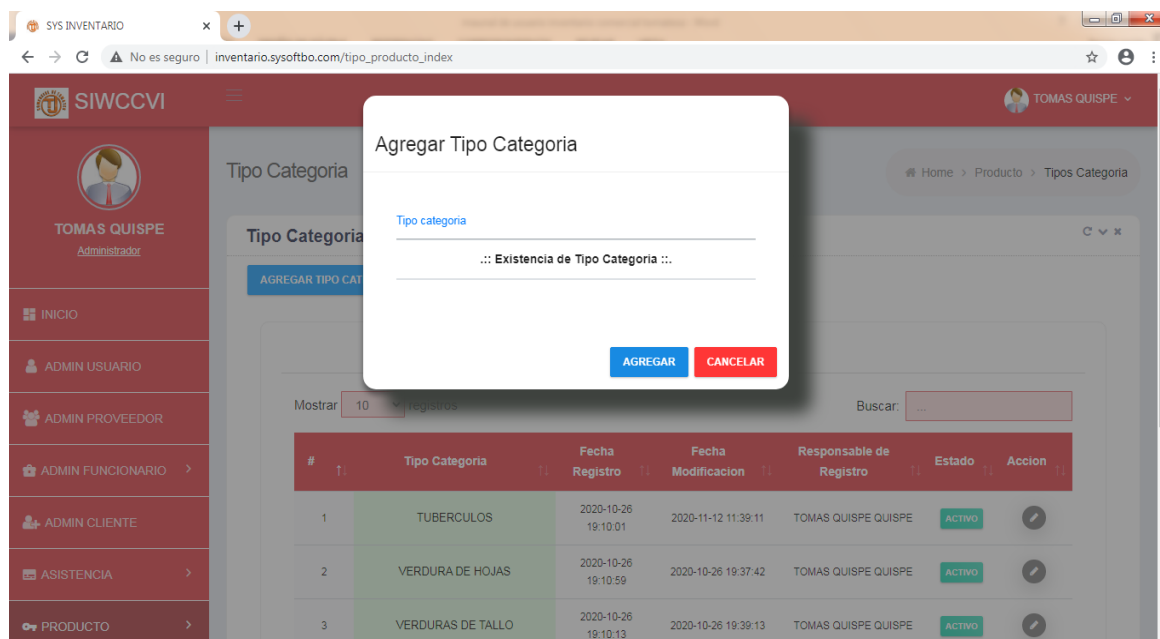 SYS INVENTARIO
No es seguro | inventario.sysoftbo.com/tipo_producto_index
SIWCCVI
TOMAS QUISPE
TOMAS QUISPE
Administrador
INICIO
ADMIN USUARIO
ADMIN PROVEEDOR
ADMIN FUNCIONARIO
ADMIN CLIENTE
ASISTENCIA
PRODUCTO
Tipo Categoria
Home > Producto > Tipos Categoria
Tipo Categoria
AGREGAR TIPO CAT
Agregar Tipo Categoria
Tipo categoria
.:: Existencia de Tipo Categoria ::.
AGREGAR CANCELAR
Mostrar 10 registros
Buscar: ...
# Tipo Categoria Fecha Registro Fecha Modificacion Responsable de Registro Estado Accion
1 TUBERCULOS 2020-10-26 19:10:01 2020-11-12 11:39:11 TOMAS QUISPE QUISPE ACTIVO
2 VERDURA DE HOJAS 2020-10-26 19:10:59 2020-10-26 19:37:42 TOMAS QUISPE QUISPE ACTIVO
3 VERDURAS DE TALLO 2020-10-26 19:10:13 2020-10-26 19:39:13 TOMAS QUISPE QUISPE ACTIVO